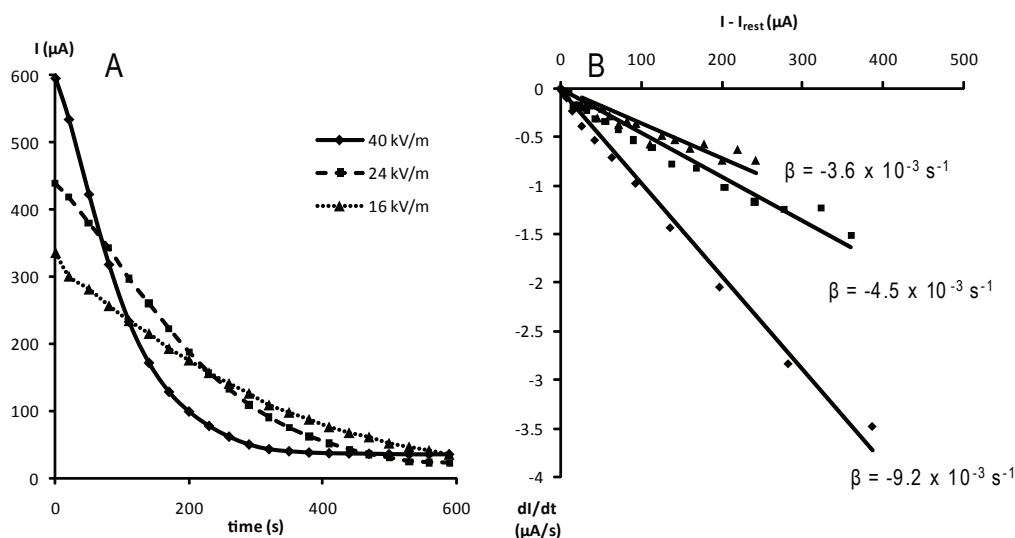 I (µA)
A
600
500
400
300
200
100
0
0
200
400
600
time (s)
40 kV/m
24 kV/m
16 kV/m
I - I_rest (µA)
B
0
100
200
300
400
500
0
-0.5
-1
-1.5
-2
-2.5
-3
-3.5
-4
dI/dt
(µA/s)
β = -3.6 x 10⁻³ s⁻¹
β = -4.5 x 10⁻³ s⁻¹
β = -9.2 x 10⁻³ s⁻¹